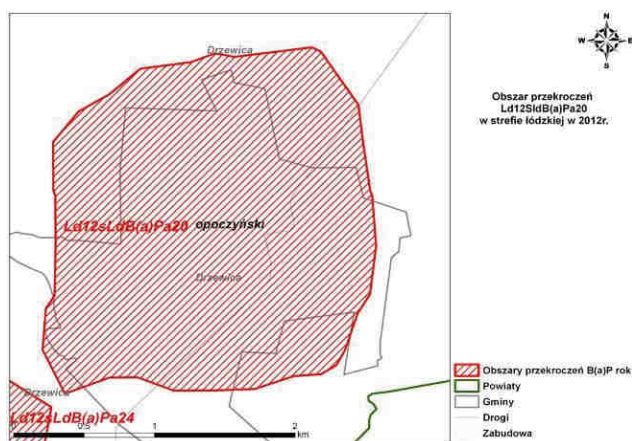 Drzewica
N
W
E
S
Obszar przekroczeń
Ld12SldB(a)Pa20
w strefie łódzkiej w 2012r.
Ld12sLdB(a)Pa20 opoczyński
Drzewica
Drzewica
Ld12sLdB(a)Pa24
0,5 1 2
km
Obszary przekroczeń B(a)P rok
Powiaty
Gminy
Drogi
Zabudowa